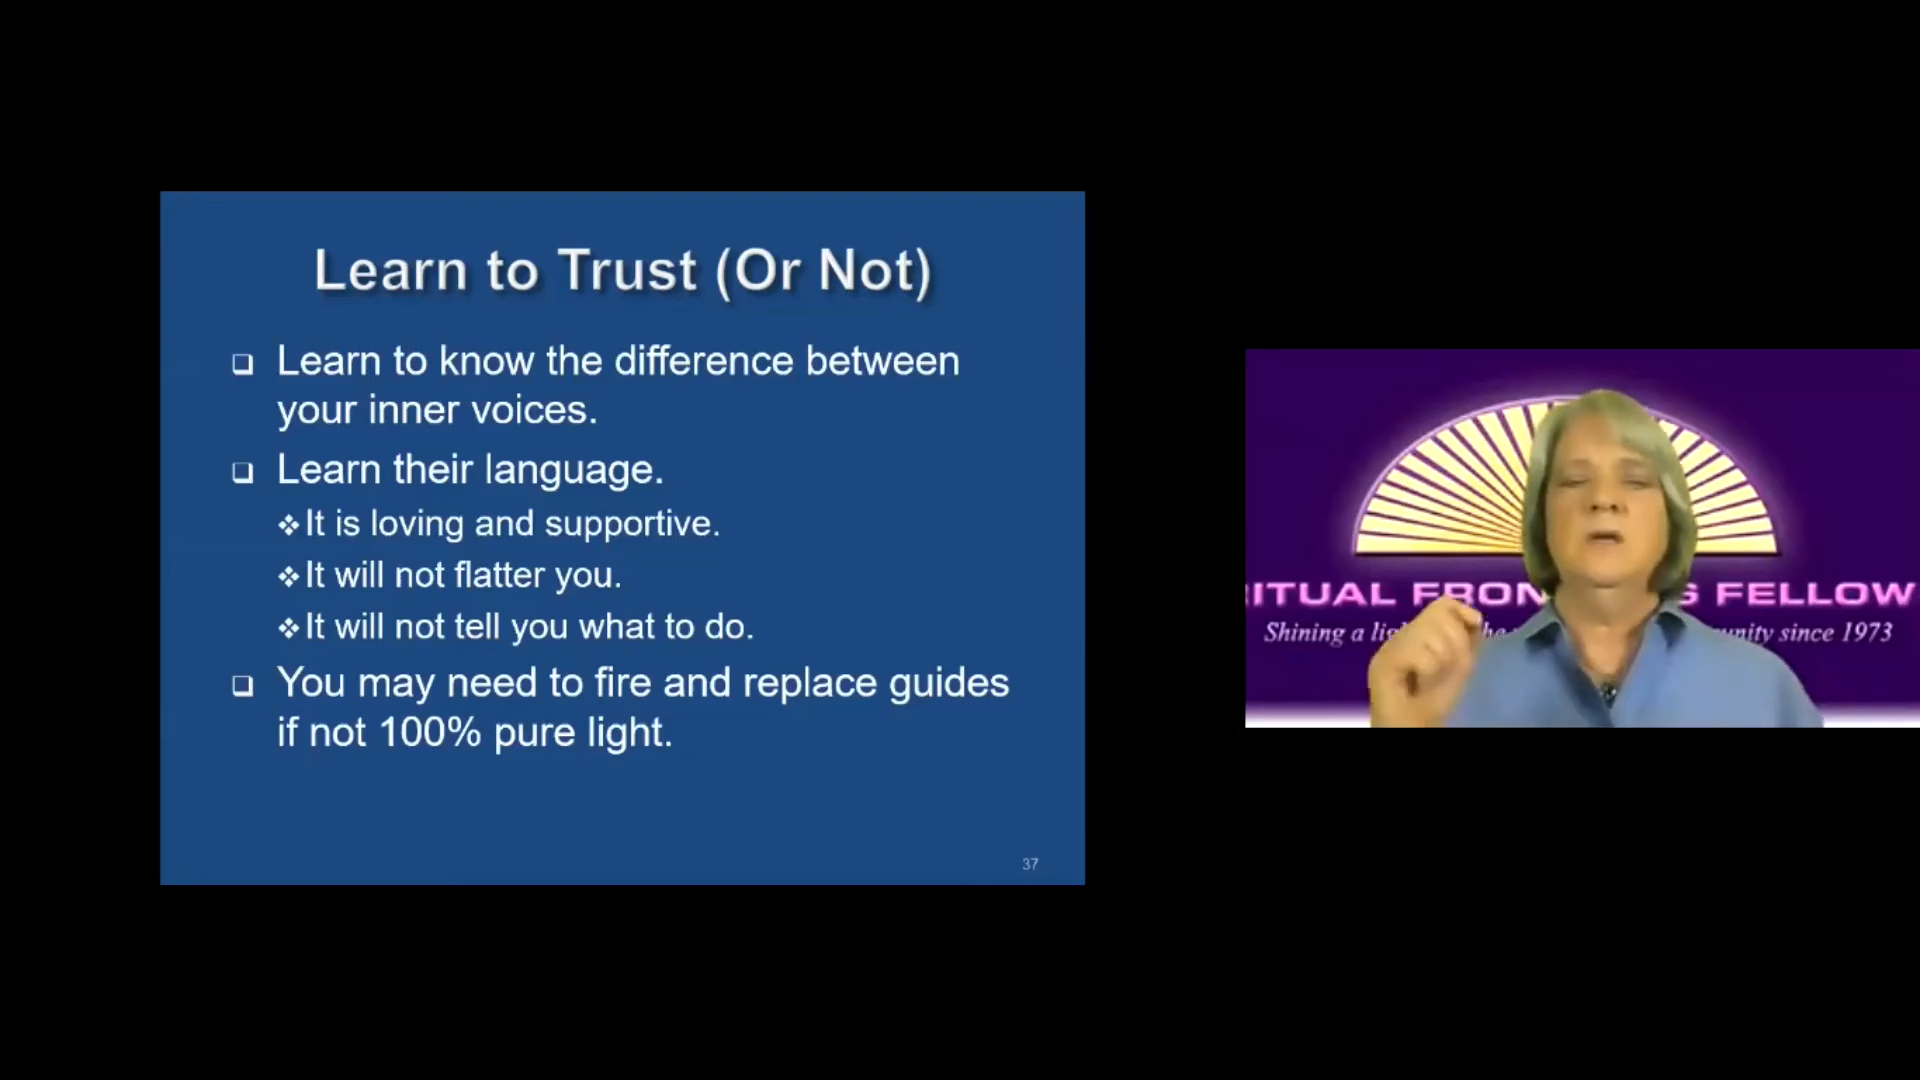 Learn to Trust (Or Not)
Learn to know the difference between
your inner voices.
Learn their language.
It is loving and supportive.
It will not flatter you.
It will not tell you what to do.
You may need to fire and replace guides
if not 100% pure light.
37
FELLOW
Shining a since 1973